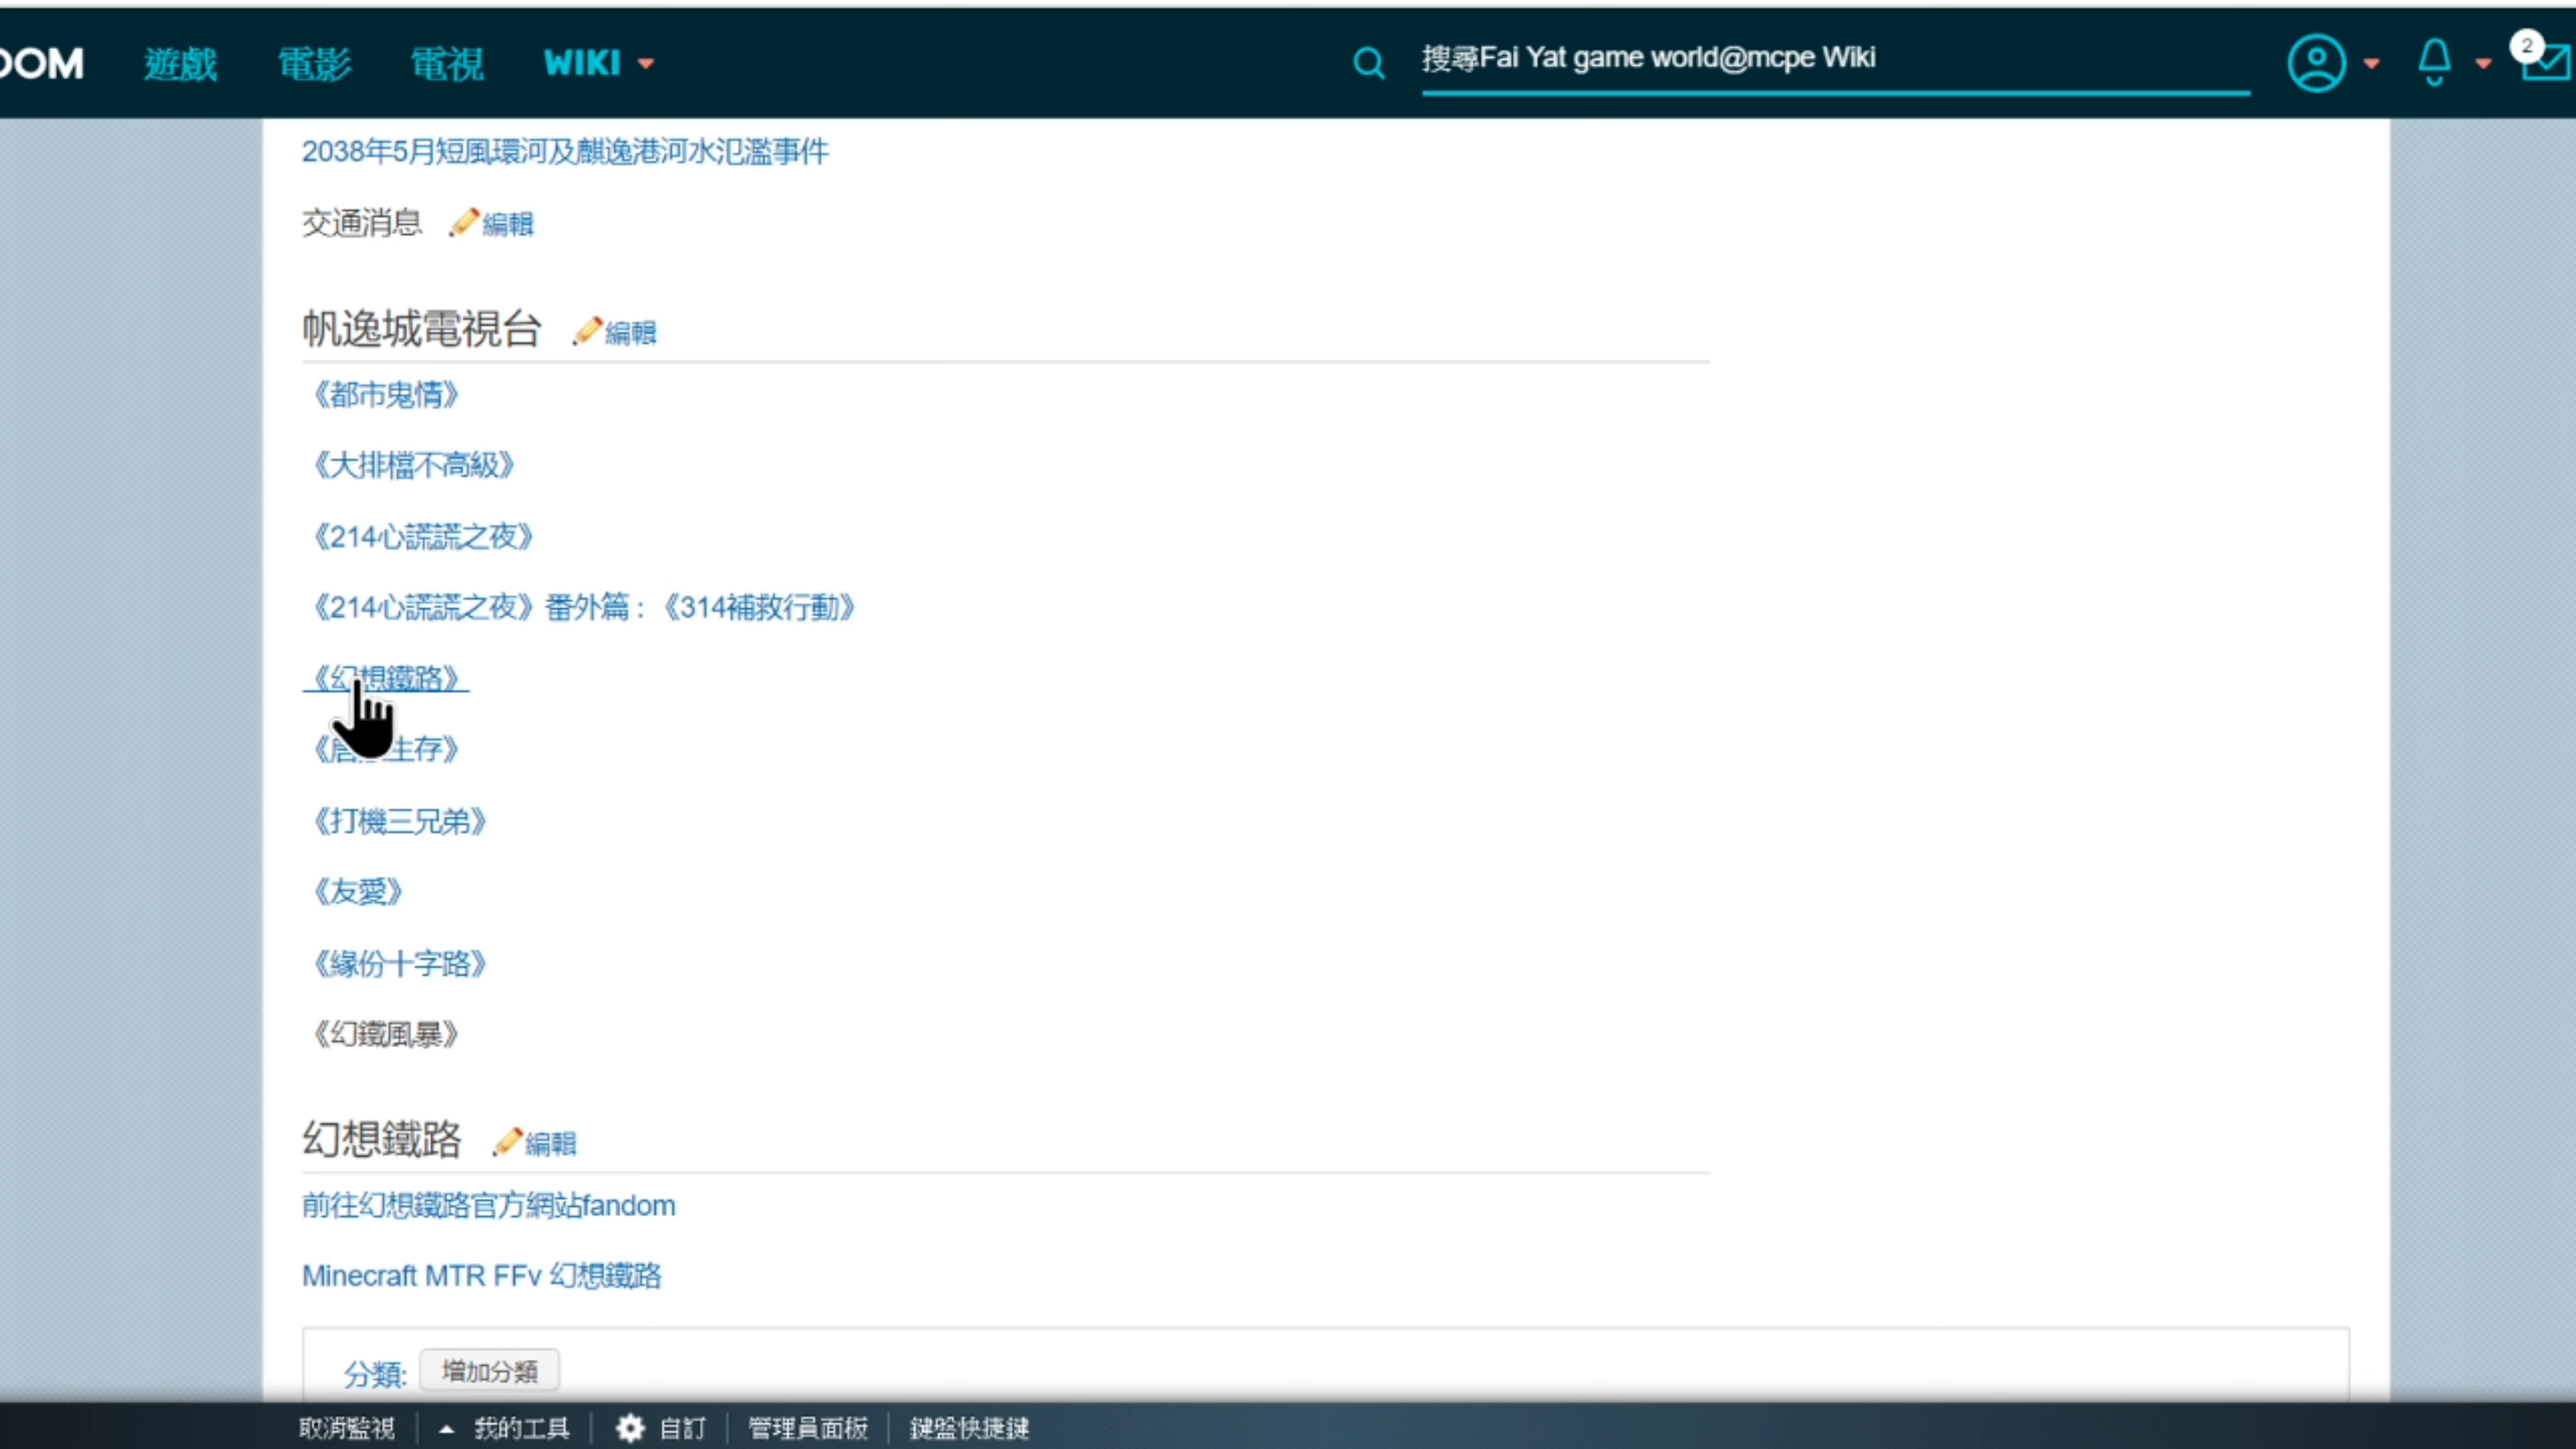 OOM 遊戲 電影 電視 WIKI 搜尋Fai Yat game world@mcpe Wiki 2
2038年5月短風環河及麒逸港河水氾濫事件
交通消息 編輯
帆逸城電視台 編輯
《都市鬼情》
《大排檔不高級》
《214心謊謊之夜》
《214心謊謊之夜》番外篇：《314補救行動》
《幻想鐵路》
生存》
《打機三兄弟》
《友愛》
《緣份十字路》
《幻鐵風暴》
幻想鐵路 編輯
前往幻想鐵路官方網站fandom
Minecraft MTR FFv 幻想鐵路
分類: 增加分類
取消監視 我的工具 自訂 管理員面板 鍵盤快捷鍵